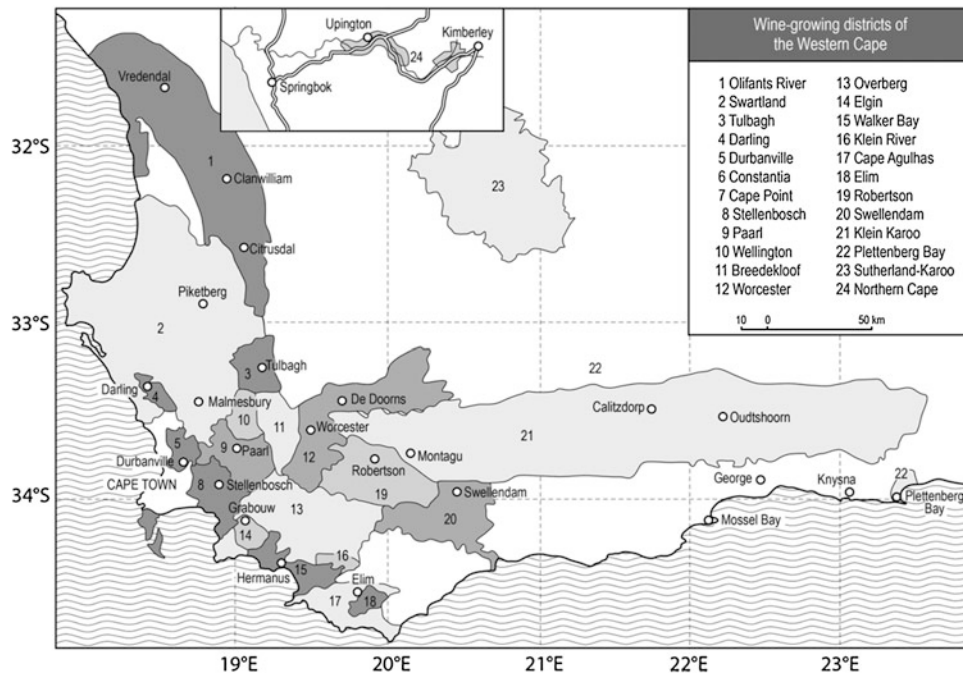 Upington
Kimberley
24
Springbok
Wine-growing districts of
the Western Cape
1 Olifants River
2 Swartland
3 Tulbagh
4 Darling
5 Durbanville
6 Constantia
7 Cape Point
8 Stellenbosch
9 Paarl
10 Wellington
11 Breedekloof
12 Worcester
13 Overberg
14 Elgin
15 Walker Bay
16 Klein River
17 Cape Agulhas
18 Elim
19 Robertson
20 Swellendam
21 Klein Karoo
22 Plettenberg Bay
23 Sutherland-Karoo
24 Northern Cape
10 0 50 km
Vredendal
32°S
1
Clanwilliam
23
Citrusdal
Piketberg
33°S
2
Tulbagh
3
22
Darling
4
Malmesbury
De Doorns
Calitzdorp
Oudtshoorn
10
11
Worcester
21
5
9
Paarl
12
Montagu
Durbanville
Robertson
CAPE TOWN
8
Stellenbosch
19
Swellendam
George
Knysna
22
34°S
Plettenberg
Bay
Grabouw
13
20
Mossel Bay
14
16
Hermanus
15
Elim
17
18
19°E
20°E
21°E
22°E
23°E